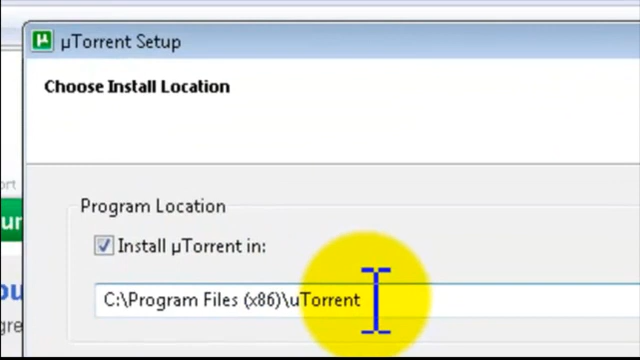 µTorrent Setup
Choose Install Location
Program Location
Install µTorrent in:
C:\Program Files (x86)\uTorrent